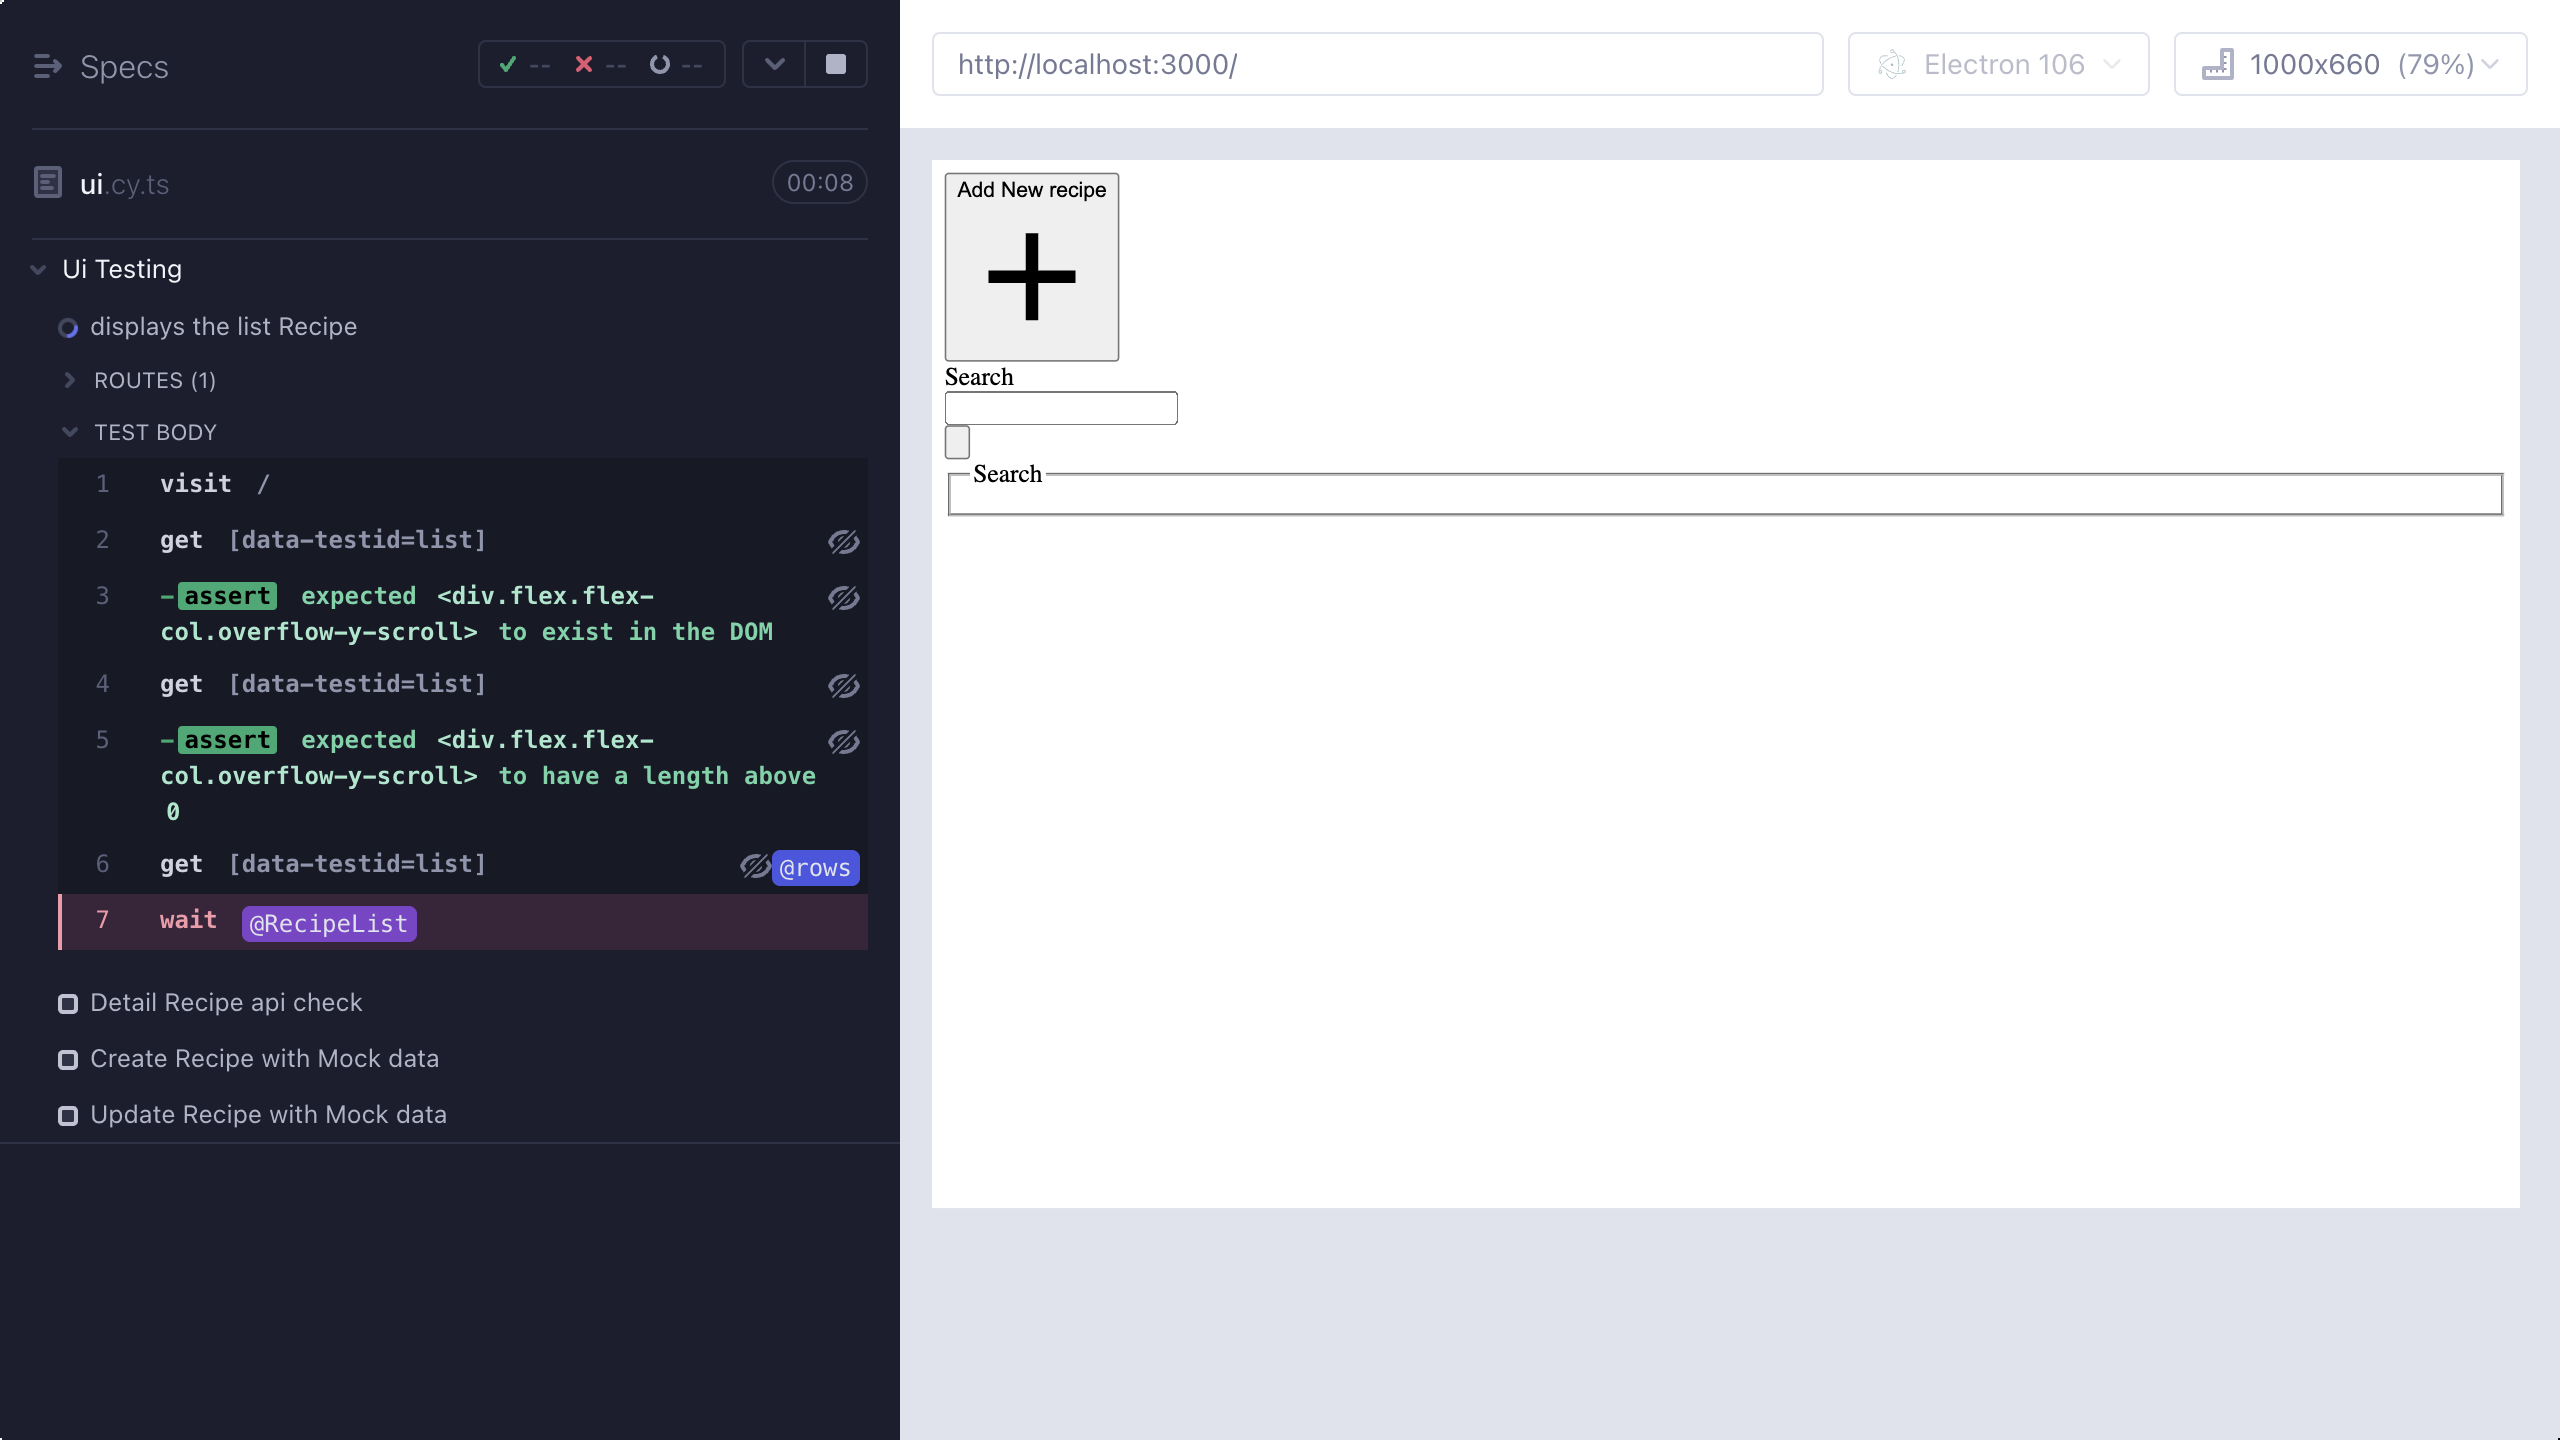 Specs
-- -- --
ui.cy.ts
00:08
Ui Testing
displays the list Recipe
ROUTES (1)
TEST BODY
1 visit /
2 get [data-testid=list]
3 -assert expected <div.flex.flex-
col.overflow-y-scroll> to exist in the DOM
4 get [data-testid=list]
5 -assert expected <div.flex.flex-
col.overflow-y-scroll> to have a length above
0
6 get [data-testid=list] @rows
7 wait @RecipeList
Detail Recipe api check
Create Recipe with Mock data
Update Recipe with Mock data
http://localhost:3000/
Electron 106
1000x660 (79%)
Add New recipe
Search
Search